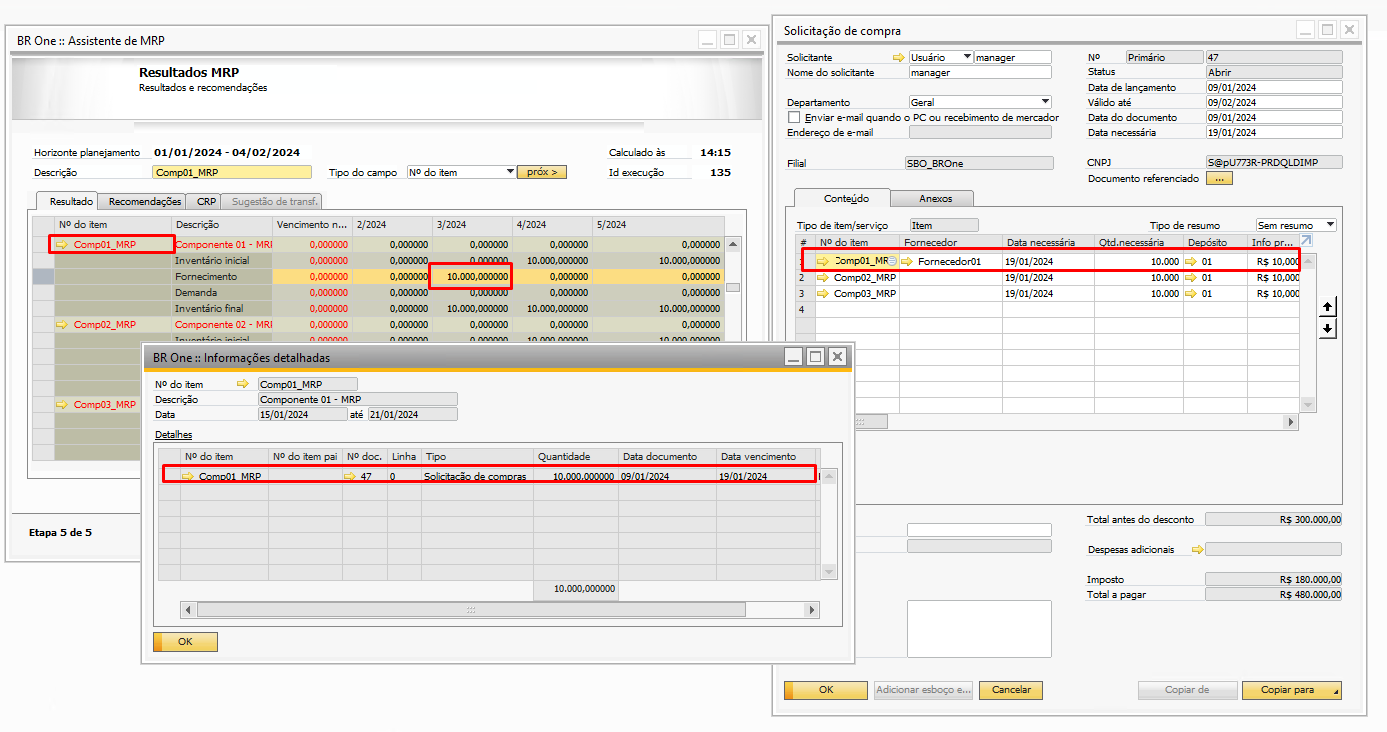 BR One :: Assistente de MRP
Resultados MRP
Resultados e recomendações
Horizonte planejamento 01/01/2024 - 04/02/2024 Calculado às 14:15
Descrição Comp01_MRP Tipo do campo Nº do item próx > Id execução 135
Resultado Recomendações CRP Sugestão de transf.
Nº do item Descrição Vencimento n... 2/2024 3/2024 4/2024 5/2024
Comp01_MRP Componente 01 - MRI 0,000000 0,000000 0,000000 0,000000 0,000000
Inventário inicial 0,000000 0,000000 0,000000 10.000,000000 10.000,000000
Fornecimento 0,000000 0,000000 10.000,000000 0,000000 0,000000
Demanda 0,000000 0,000000 0,000000 0,000000 0,000000
Inventário final 0,000000 0,000000 10.000,000000 10.000,000000 10.000,000000
Comp02_MRP Componente 02 - MRI 0,000000 0,000000 0,000000 0,000000 0,000000
Inventário inicial 0,000000 0,000000 0,000000 10.000,000000 10.000,000000
Comp03_MRP
Etapa 5 de 5
BR One :: Informações detalhadas
Nº do item Comp01_MRP
Descrição Componente 01 - MRP
Data 15/01/2024 até 21/01/2024
Detalhes
Nº do item Nº do item pai Nº doc. Linha Tipo Quantidade Data documento Data vencimento
Comp01_MRP 47 0 Solicitação de compras 10.000,000000 09/01/2024 19/01/2024
10.000,000000
OK
Solicitação de compra
Solicitante Usuário manager Nº Primário 47
Nome do solicitante manager Status Abrir
Data de lançamento 09/01/2024
Departamento Geral Válido até 09/02/2024
Enviar e-mail quando o PC ou recebimento de mercador Data do documento 09/01/2024
Endereço de e-mail Data necessária 19/01/2024
Filial SBO_BROne CNPJ S@pU773R-PRDQLDIMP
Documento referenciado ...
Conteúdo Anexos
Tipo de item/serviço Item Tipo de resumo Sem resumo
# Nº do item Fornecedor Data necessária Qtd.necessária Depósito Info pr...
1 Comp01_MR Fornecedor01 19/01/2024 10.000 01 R$ 10,000
2 Comp02_MRP 19/01/2024 10.000 01 R$ 10,000
3 Comp03_MRP 19/01/2024 10.000 01 R$ 10,000
4
Total antes do desconto R$ 300.000,00
Despesas adicionais
Imposto R$ 180.000,00
Total a pagar R$ 480.000,00
OK Adicionar esboço e... Cancelar Copiar de Copiar para